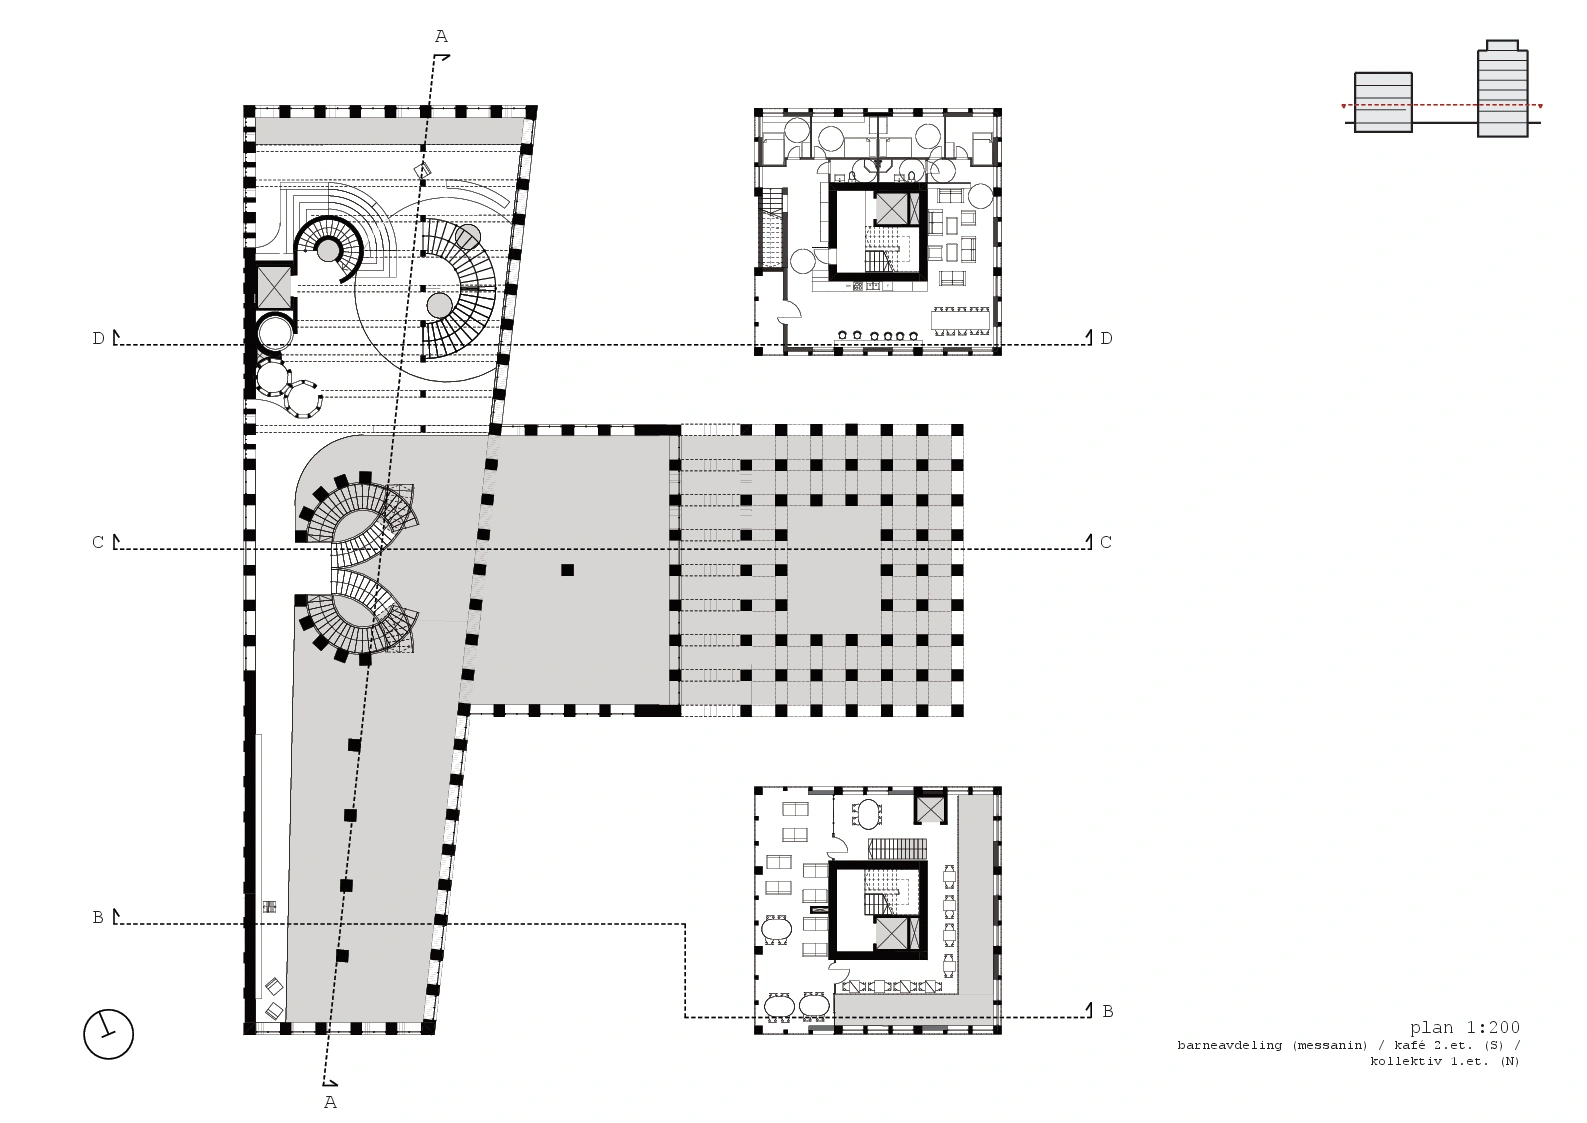 A
D
D
C
C
B
B
A
plan 1:200
barneavdeling (messanin) / kafé 2.et. (S) /
kollektiv 1.et. (N)